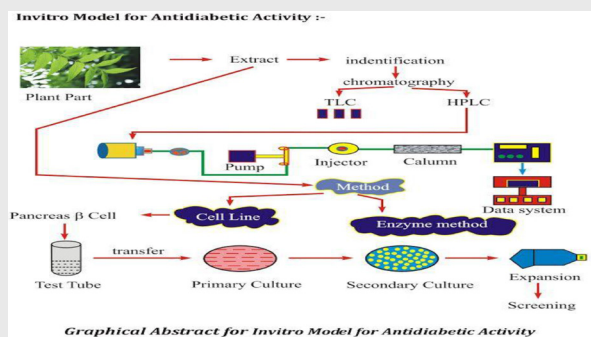 Invitro Model for Antidiabetic Activity :-
Extract
indentification
chromatography
Plant Part
TLC
HPLC
Pump
Injector
Calumn
Method
Data system
Pancreas β Cell
Cell Line
Enzyme method
transfer
Test Tube
Primary Culture
Secondary Culture
Expansion
Screening
Graphical Abstract for Invitro Model for Antidiabetic Activity